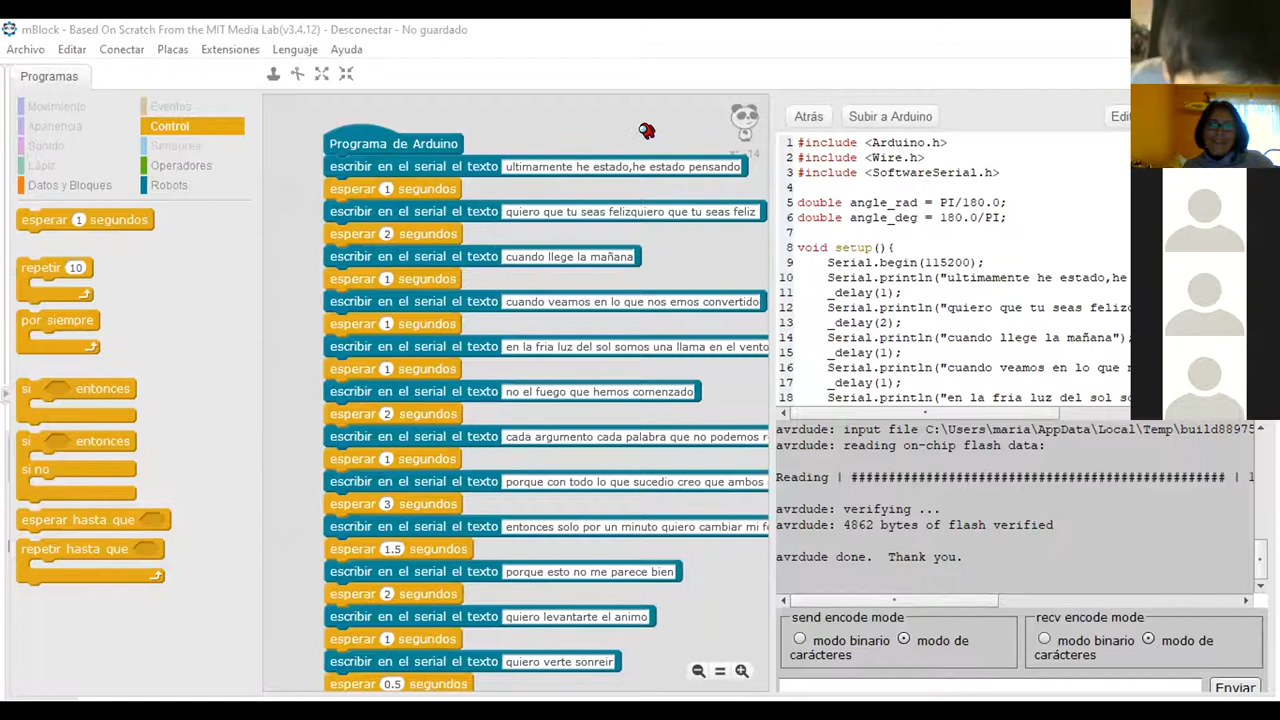 mBlock - Based On Scratch From the MIT Media Lab(v3.4.12) - Desconectar - No guardado
Archivo Editar Conectar Placas Extensiones Lenguaje Ayuda
Programas
Movimiento
Eventos
Apariencia
Control
Sonido
Sensores
Lápiz
Operadores
Datos y Bloques
Robots
esperar 1 segundos
repetir 10
por siempre
si entonces
si entonces
si no
esperar hasta que
repetir hasta que
Programa de Arduino
escribir en el serial el texto ultimamente he estado,he estado pensando
esperar 1 segundos
escribir en el serial el texto quiero que tu seas felizquiero que tu seas feliz
esperar 2 segundos
escribir en el serial el texto cuando llege la mañana
esperar 1 segundos
escribir en el serial el texto cuando veamos en lo que nos emos convertido
esperar 1 segundos
escribir en el serial el texto en la fria luz del sol somos una llama en el vento
esperar 1 segundos
escribir en el serial el texto no el fuego que hemos comenzado
esperar 2 segundos
escribir en el serial el texto cada argumento cada palabra que no podemos
esperar 1 segundos
escribir en el serial el texto porque con todo lo que sucedio creo que ambos
esperar 3 segundos
escribir en el serial el texto entonces solo por un minuto quiero cambiar mi
esperar 1.5 segundos
escribir en el serial el texto porque esto no me parece bien
esperar 2 segundos
escribir en el serial el texto quiero levantarte el animo
esperar 1 segundos
escribir en el serial el texto quiero verte sonreir
esperar 0.5 segundos
Atrás Subir a Arduino Edi
1 #include <Arduino.h>
2 #include <Wire.h>
3 #include <SoftwareSerial.h>
4
5 double angle_rad = PI/180.0;
6 double angle_deg = 180.0/PI;
7
8 void setup(){
9 Serial.begin(115200);
10 Serial.println("ultimamente he estado,he
11 _delay(1);
12 Serial.println("quiero que tu seas
13 _delay(2);
14 Serial.println("cuando llege la mañana");
15 _delay(1);
16 Serial.println("cuando veamos en lo que
17 _delay(1);
18 Serial.println("en la fria luz del sol
avrdude: input file C:\Users\maria\AppData\Local\Temp\build88975
avrdude: reading on-chip flash data:
Reading | ################################################## | 1
verifying ...
avrdude: 4862 bytes of flash verified
avrdude done. Thank you.
send encode mode
modo binario modo de
carácteres
recv encode mode
modo binario modo de
carácteres
Enviar